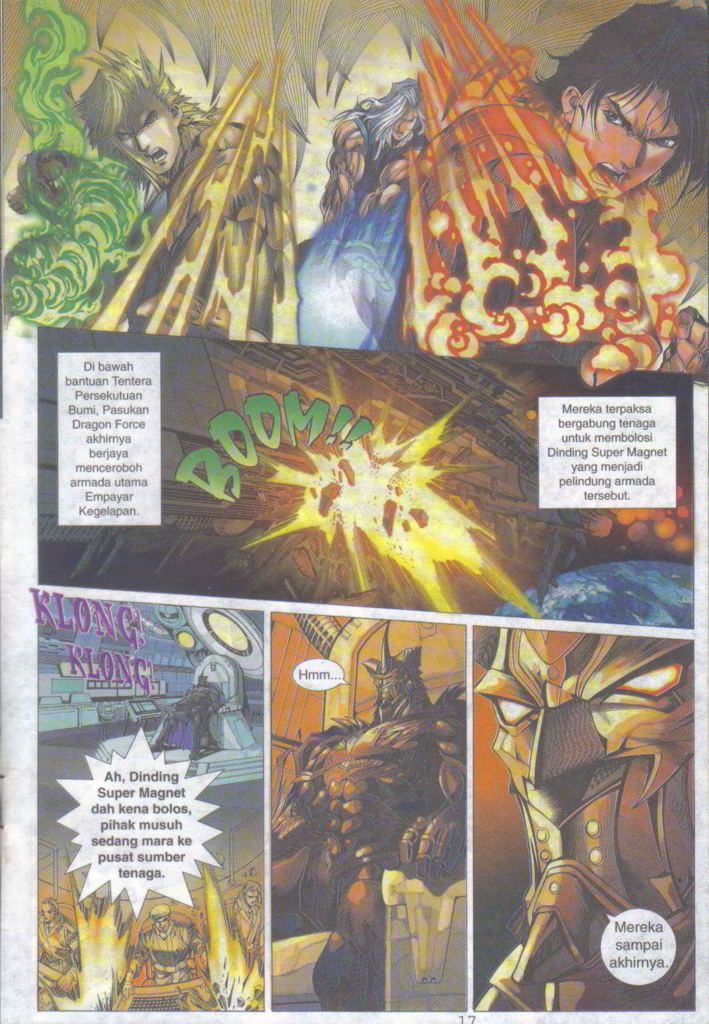 Di bawah
bantuan Tentera
Persekutuan
Bumi, Pasukan
Dragon Force
akhirnya
berjaya
menceroboh
armada utama
Empayar
Kegelapan.
BOOM!!
Mereka terpaksa
bergabung tenaga
untuk membolosi
Dinding Super Magnet
yang menjadi
pelindung armada
tersebut.
KLONG!
KLONG!
Ah, Dinding
Super Magnet
dah kena bolos,
pihak musuh
sedang mara ke
pusat sumber
tenaga.
Hmm...
Mereka
sampai
akhirnya.
17